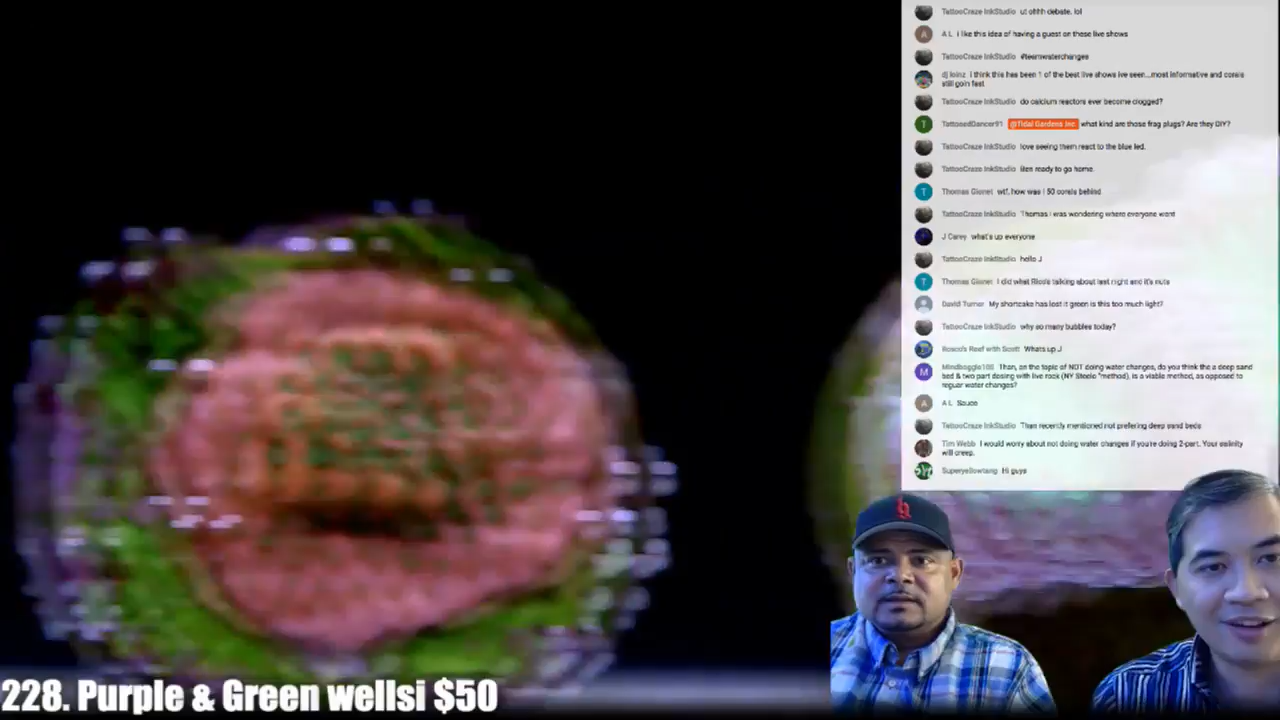 TattooCraze InkStudio ut ohhh debate. lol
A L i like this idea of having a guest on these live shows
TattooCraze InkStudio #teamwaterchanges
dj loinz i think this has been 1 of the best live shows ive seen...most informative and corals
still goin fast
TattooCraze InkStudio do calcium reactors ever become clogged?
TattooedDancer91 @Tidal Gardens Inc. what kind are those frag plugs? Are they DIY?
TattooCraze InkStudio love seeing them react to the blue led.
TattooCraze InkStudio ready to go home.
Thomas Gionet wtf. how was i 50 corals behind
TattooCraze InkStudio Thomas i was wondering where everyone went
J Carey what's up everyone
TattooCraze InkStudio hello J
Thomas Gionet I did what Rico's talking about last night and it's nuts
David Turner My shortcake has lost it green is this too much light?
TattooCraze InkStudio why so many bubbles today?
Rosco's Reef with Scott Whats up J
Mindboggle105 Than, on the topic of NOT doing water changes, do you think the a deep sand
bed & two part dosing with live rock (NY Steelo "method), is a viable method, as opposed to
reguar water changes?
A L Sauce
TattooCraze InkStudio Than recently mentioned not prefering deep sand beds
Tim Webb I would worry about not doing water changes if you're doing 2-part. Your salinity
will creep.
Superyellowtang Hi guys
228. Purple & Green wellsi $50